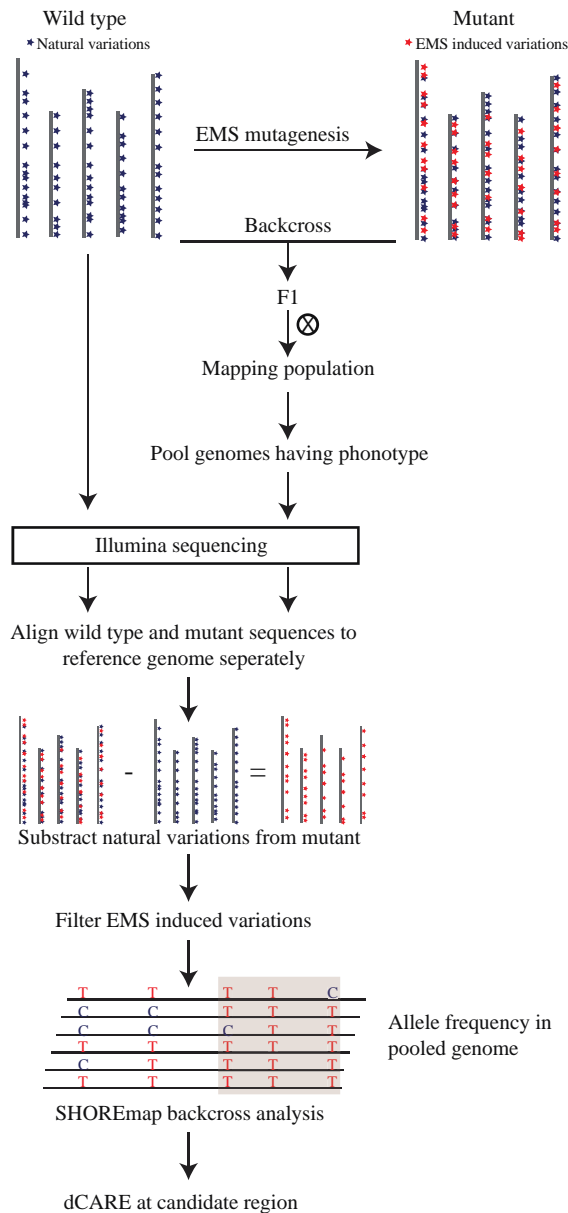 Wild type
Mutant
Natural variations
EMS induced variations
EMS mutagenesis
Backcross
F1
Mapping population
Pool genomes having phonotype
Illumina sequencing
Align wild type and mutant sequences to
reference genome seperately
- =
Substract natural variations from mutant
Filter EMS induced variations
T T T T C
C C T T T
C C C T T
T T T T T
C T T T T
T T T T T
Allele frequency in
pooled genome
SHOREmap backcross analysis
dCARE at candidate region